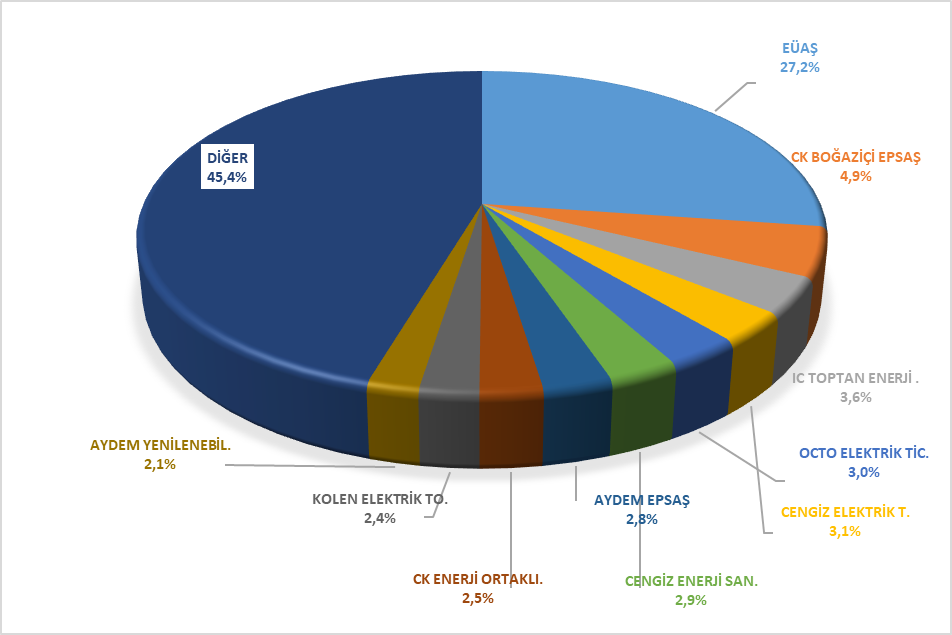 EÜAŞ
27,2%
CK BOĞAZİÇİ EPSAŞ
4,9%
DİĞER
45,4%
IC TOPTAN ENERJİ .
3,6%
AYDEM YENİLENEBİL.
2,1%
OCTO ELEKTRİK TİC.
3,0%
KOLEN ELEKTRİK TO.
2,4%
AYDEM EPSAŞ
2,8%
CENGİZ ELEKTRİK T.
3,1%
CK ENERJİ ORTAKLI.
2,5%
CENGİZ ENERJİ SAN.
2,9%